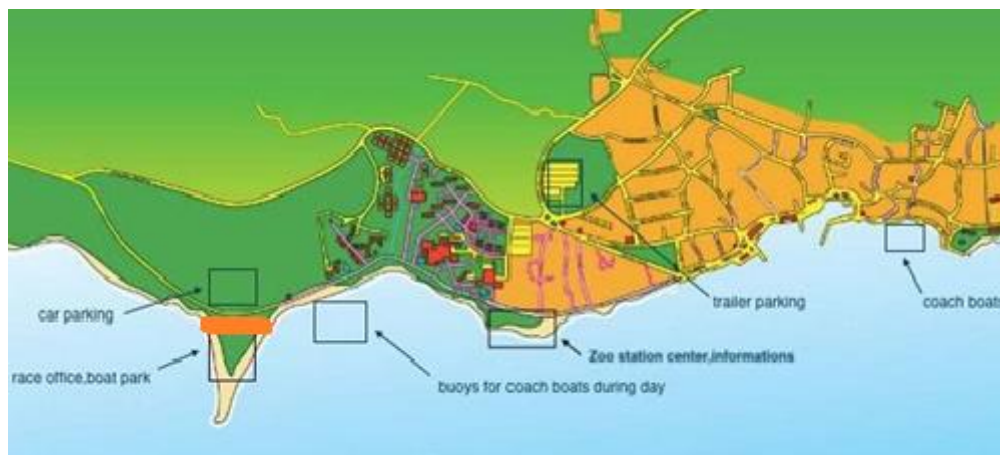 car parking
race office,boat park
buoys for coach boats during day
Zoo station center,informations
trailer parking
coach boats